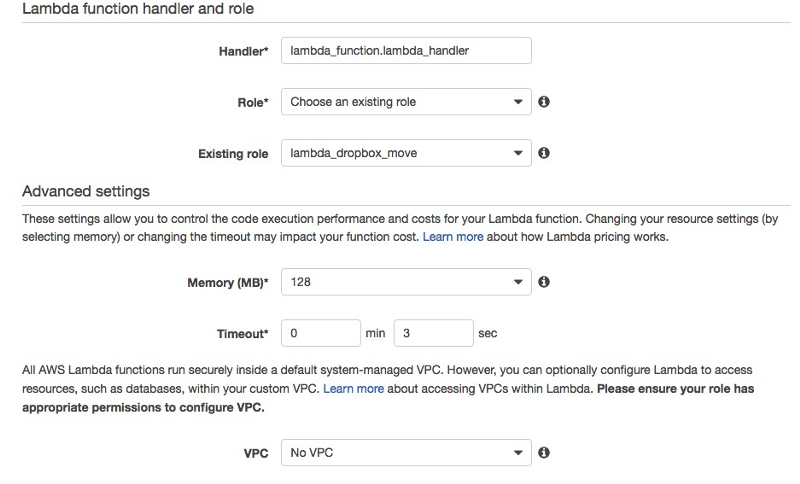 Lambda function handler and role
Handler* lambda_function.lambda_handler
Role* Choose an existing role
Existing role lambda_dropbox_move
Advanced settings
These settings allow you to control the code execution performance and costs for your Lambda function. Changing your resource settings (by
selecting memory) or changing the timeout may impact your function cost. Learn more about how Lambda pricing works.
Memory (MB)* 128
Timeout* 0 min 3 sec
All AWS Lambda functions run securely inside a default system-managed VPC. However, you can optionally configure Lambda to access
resources, such as databases, within your custom VPC. Learn more about accessing VPCs within Lambda. Please ensure your role has
appropriate permissions to configure VPC.
VPC No VPC